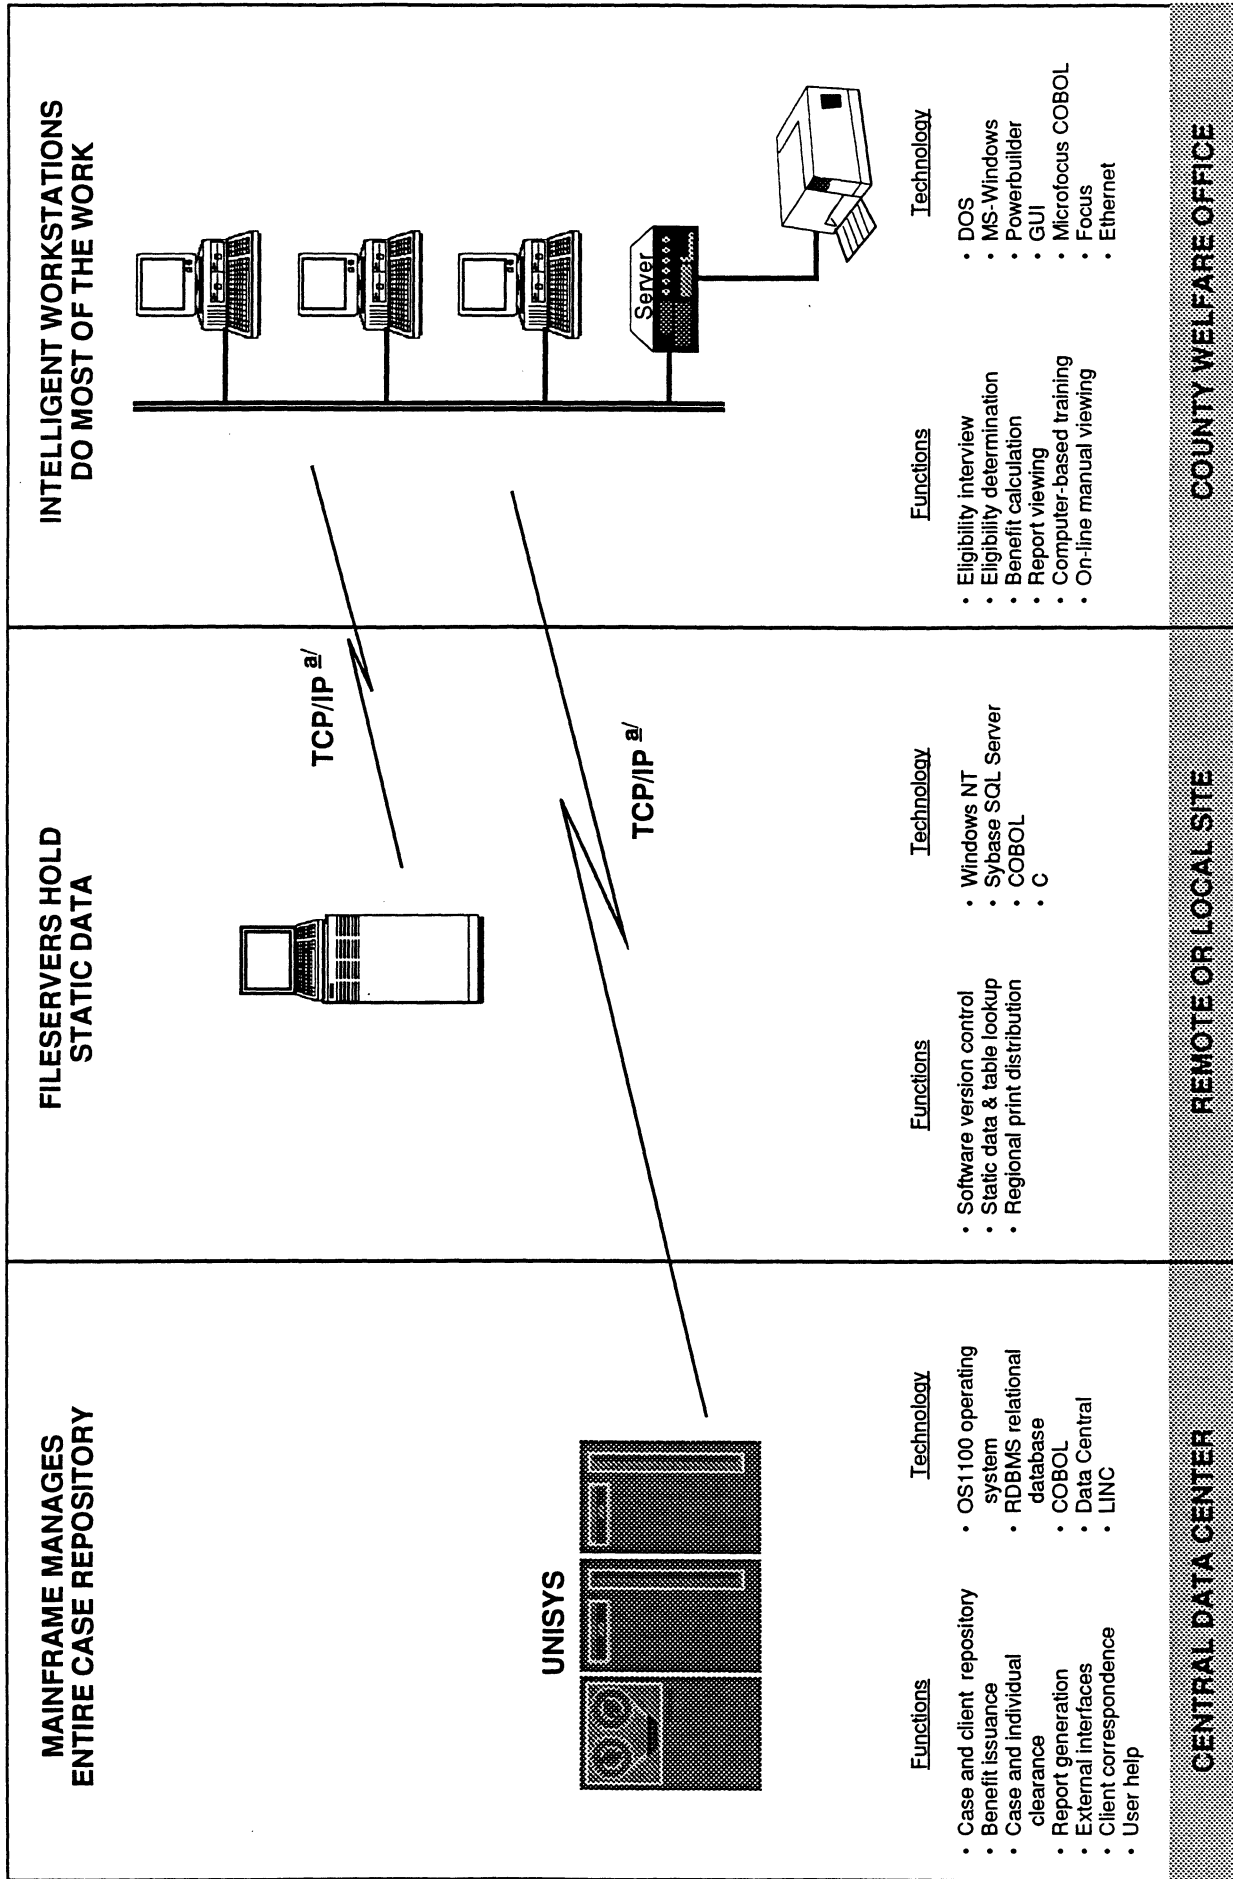 MAINFRAME MANAGES
ENTIRE CASE REPOSITORY
UNISYS
Functions
• Case and client repository
• Benefit issuance
• Case and individual
clearance
• Report generation
• External interfaces
• Client correspondence
• User help
Technology
• OS1100 operating
system
• RDBMS relational
database
• COBOL
• Data Central
• LINC
CENTRAL DATA CENTER
FILESERVERS HOLD
STATIC DATA
TCP/IP a/
TCP/IP a/
Functions
• Software version control
• Static data & table lookup
• Regional print distribution
Technology
• Windows NT
• Sybase SQL Server
• COBOL
• C
REMOTE OR LOCAL SITE
INTELLIGENT WORKSTATIONS
DO MOST OF THE WORK
Server
Functions
• Eligibility interview
• Eligibility determination
• Benefit calculation
• Report viewing
• Computer-based training
• On-line manual viewing
Technology
• DOS
• MS-Windows
• Powerbuilder
• GUI
• Microfocus COBOL
• Focus
• Ethernet
COUNTY WELFARE OFFICE